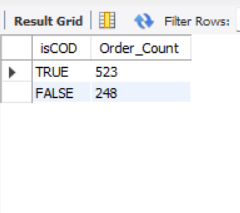 Result Grid Filter Rows:
isCOD Order_Count
TRUE 523
FALSE 248